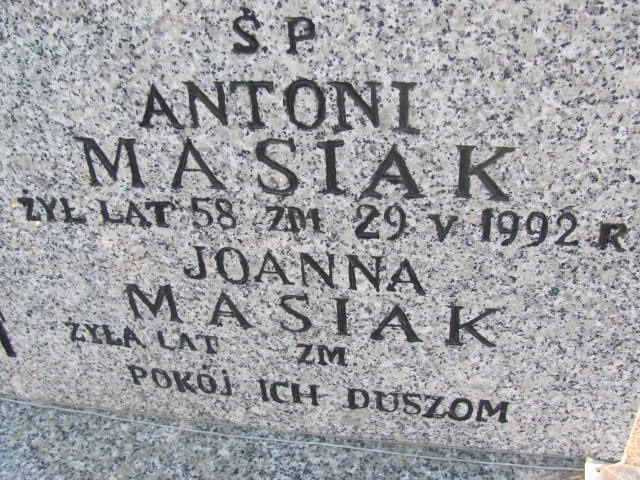 ŚP
ANTONI
MASIAK
ŻYŁ LAT 58 ZM 29 V 1992 R
JOANNA
MASIAK
ŻYŁA LAT ZM
POKÓJ ICH DUSZOM